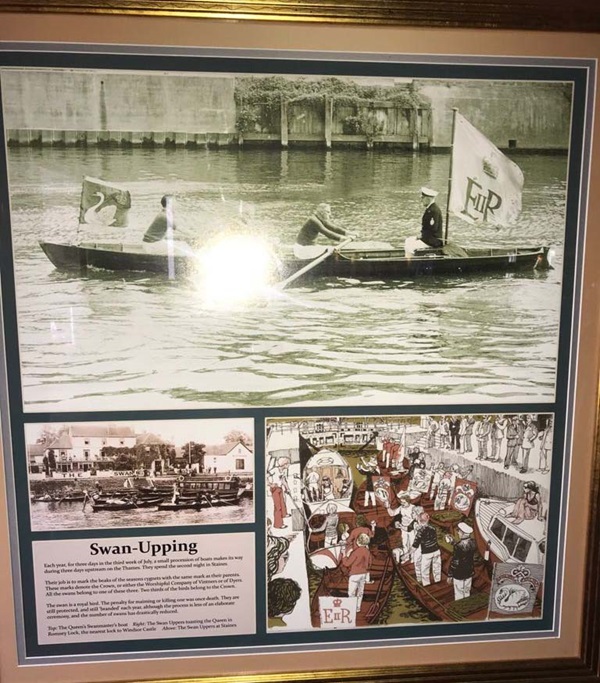 EIIR
THE SWAN
EIIR
Swan-Upping
Each year, for three days in the third week of July, a small procession of boats makes its way
during three days upstream on the Thames. They spend the second night in Staines.
Their job is to mark the beaks of the seasons cygnets with the same mark as their parents.
These marks denote the Crown, or either the Worshipful Company of Vintners or of Dyers.
All the swans belong to one of these three. Two thirds of the birds belong to the Crown.
The swan is a royal bird. The penalty for maiming or killing one was once death. They are
still protected, and still 'branded' each year, although the process is less of an elaborate
ceremony, and the number of swans has drastically reduced.
Top: The Queen's Swanmaster's boat Right: The Swan Uppers toasting the Queen in
Romney Lock, the nearest lock to Windsor Castle Above: The Swan Uppers at Staines